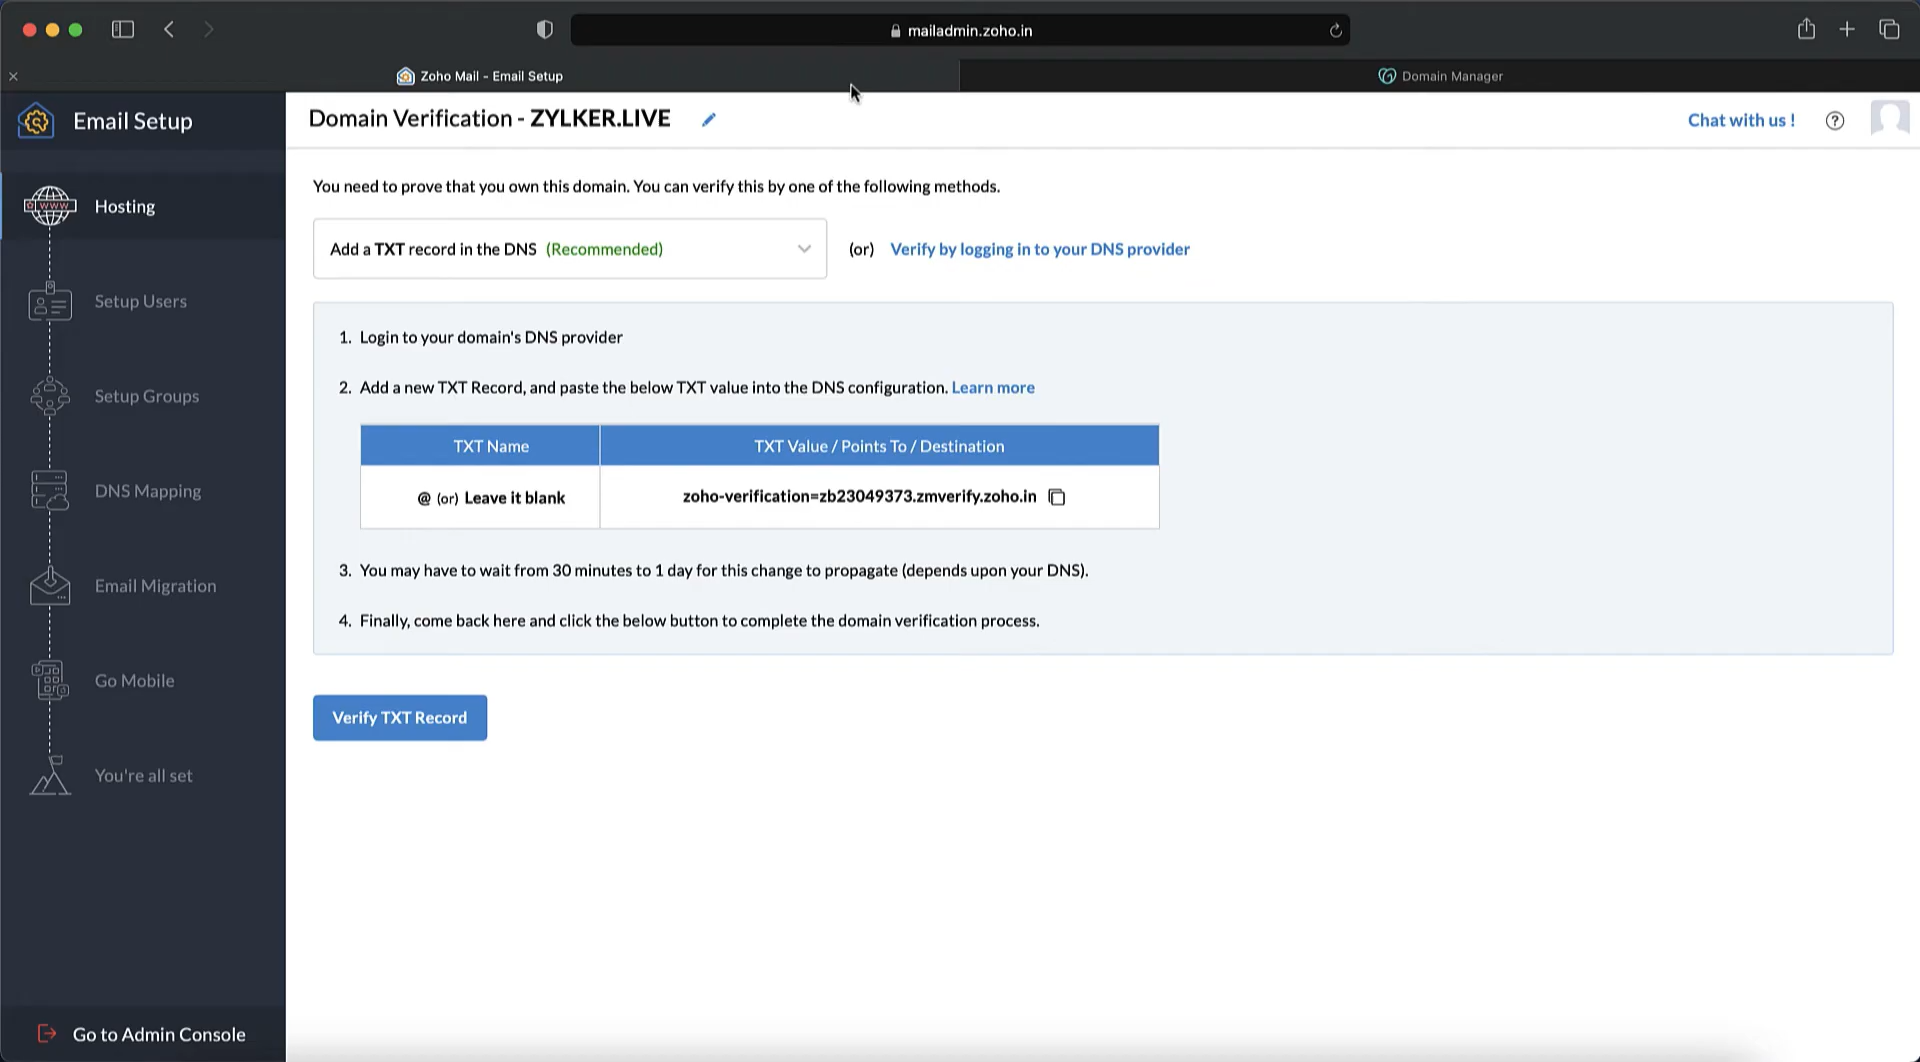 mailadmin.zoho.in
Zoho Mail - Email Setup
Domain Manager
Email Setup
Domain Verification - ZYLKER.LIVE
Chat with us !
?
Hosting
Setup Users
Setup Groups
DNS Mapping
Email Migration
Go Mobile
You're all set
Go to Admin Console
You need to prove that you own this domain. You can verify this by one of the following methods.
Add a TXT record in the DNS (Recommended)
(or) Verify by logging in to your DNS provider
1. Login to your domain's DNS provider
2. Add a new TXT Record, and paste the below TXT value into the DNS configuration. Learn more
TXT Name
TXT Value / Points To / Destination
@ (or) Leave it blank
zoho-verification=zb23049373.zmverify.zoho.in
3. You may have to wait from 30 minutes to 1 day for this change to propagate (depends upon your DNS).
4. Finally, come back here and click the below button to complete the domain verification process.
Verify TXT Record